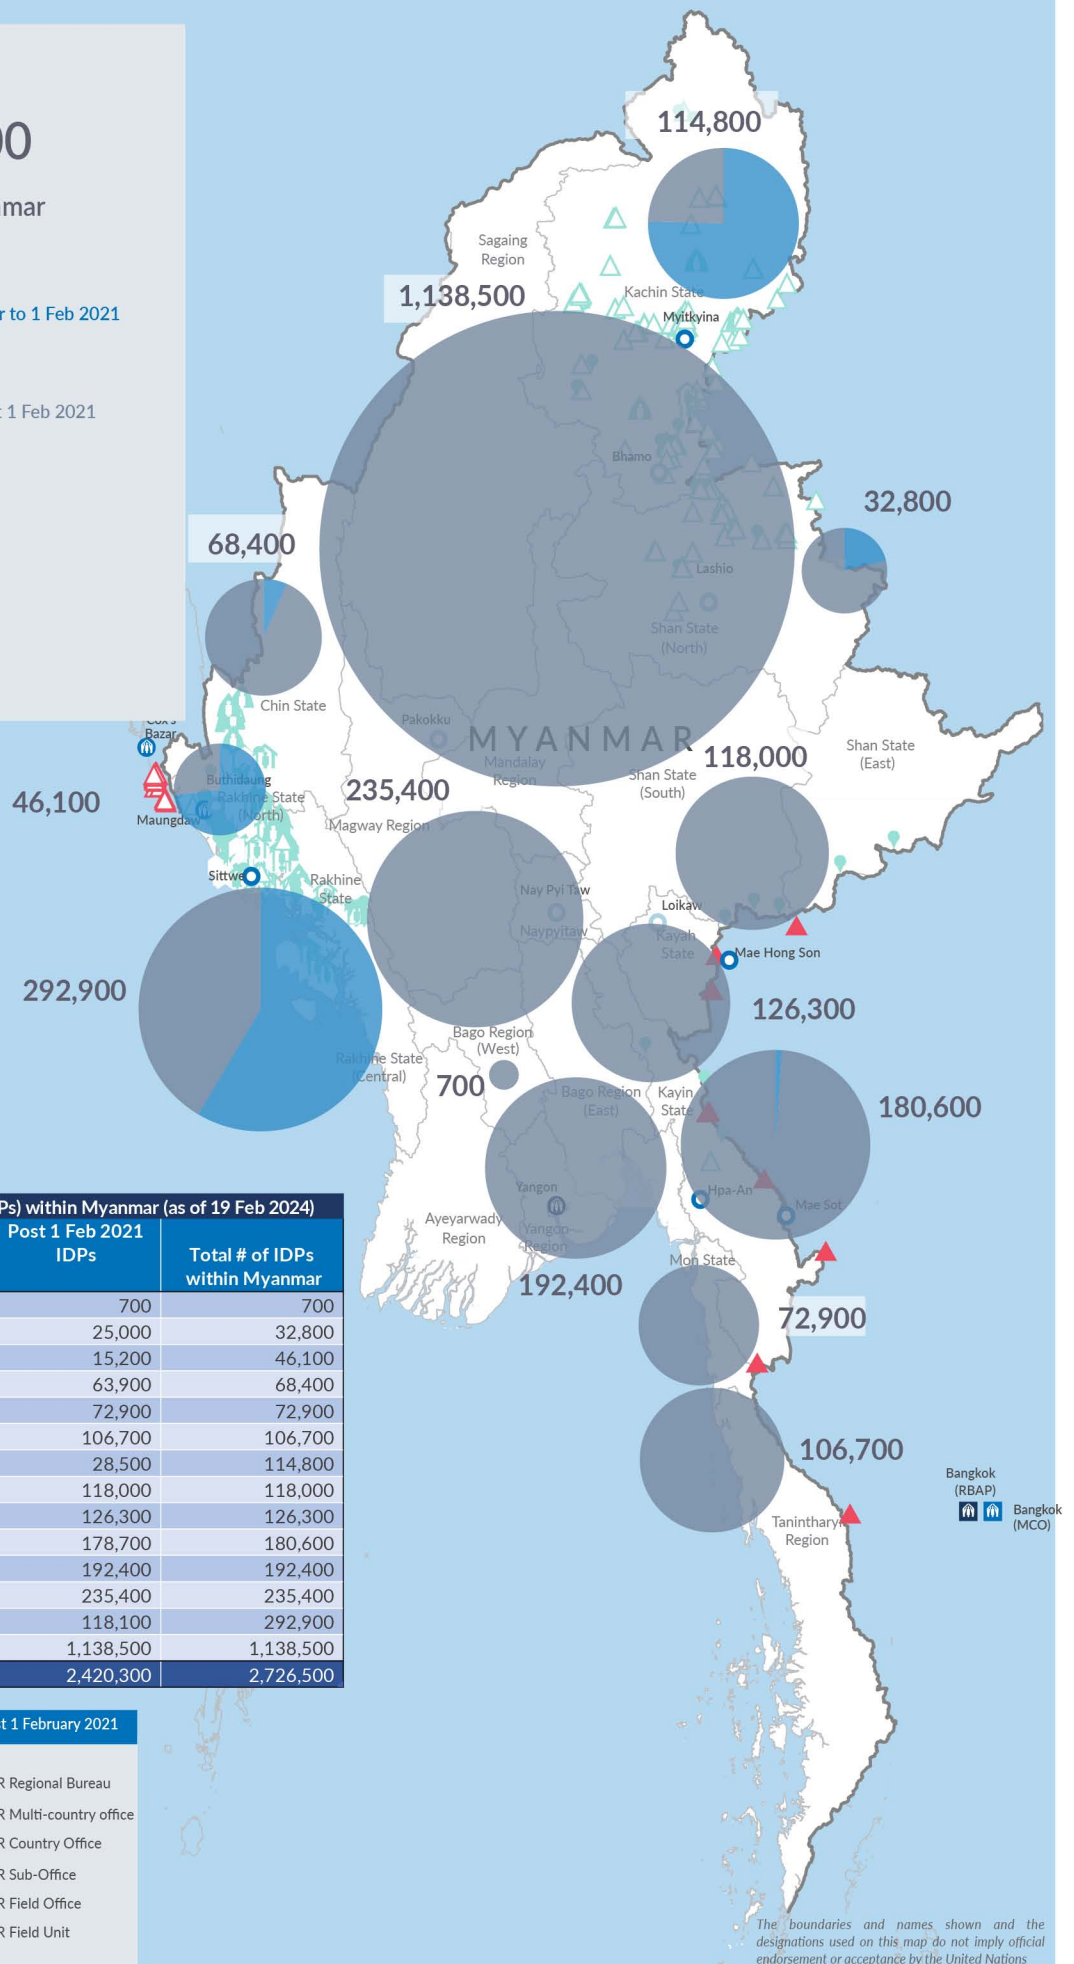 00
mar
r to 1 Feb 2021
t 1 Feb 2021
114,800
Sagaing
Region
1,138,500
Kachin State
Myitkyina
Bhamo
32,800
68,400
Lashio
Shan State
(North)
Chin State
Cox's
Bazar
Pakokku
MYANMAR
Mandalay
Region
118,000
Shan State
(South)
Shan State
(East)
46,100
Buthidaung
Rakhine State
(North)
Maungdaw
235,400
Magway Region
Sittwe
Rakhine
State
Nay Pyi Taw
Naypyitaw
Loikaw
Kayah
State
Mae Hong Son
292,900
126,300
Bago Region
(West)
Rakhine State
(Central)
700
Bago Region
(East)
Kayin
State
180,600
Yangon
Hpa-An
Mae Sot
Ayeyarwady
Region
Yangon
Region
Mon State
192,400
72,900
106,700
Bangkok
(RBAP)
Bangkok
(MCO)
Tanintharyi
Region
Ps) within Myanmar (as of 19 Feb 2024)
Post 1 Feb 2021
IDPs
Total # of IDPs
within Myanmar
700 700
25,000 32,800
15,200 46,100
63,900 68,400
72,900 72,900
106,700 106,700
28,500 114,800
118,000 118,000
126,300 126,300
178,700 180,600
192,400 192,400
235,400 235,400
118,100 292,900
1,138,500 1,138,500
2,420,300 2,726,500
st 1 February 2021
R Regional Bureau
R Multi-country office
R Country Office
R Sub-Office
R Field Office
R Field Unit
The boundaries and names shown and the
designations used on this map do not imply official
endorsement or acceptance by the United Nations